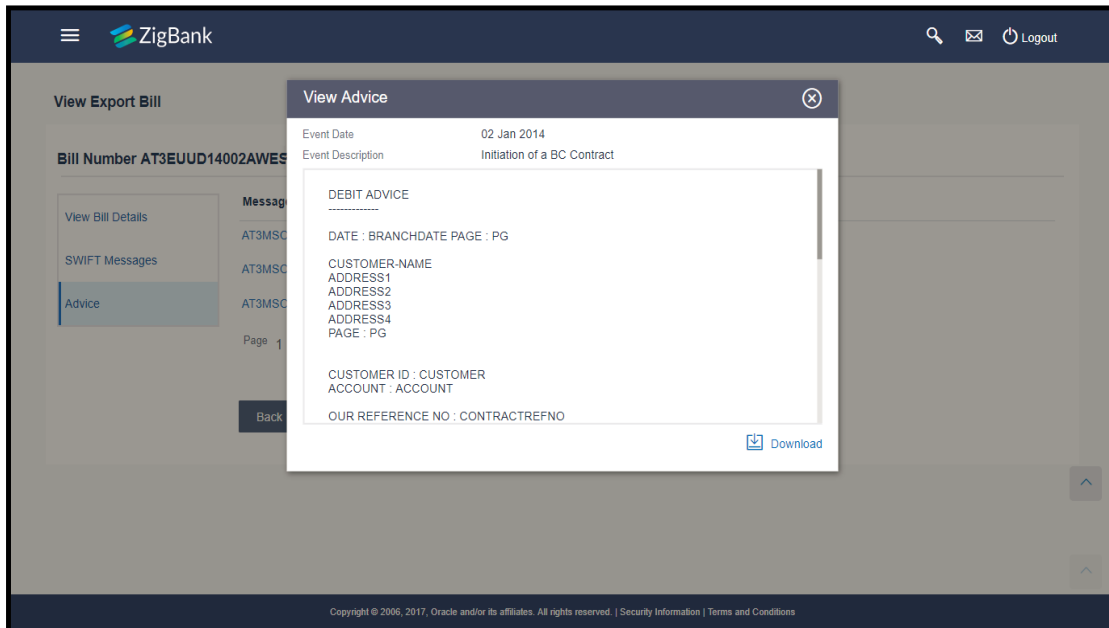 ZigBank
Logout
View Export Bill
Bill Number AT3EUUD14002AWES
View Bill Details
SWIFT Messages
Advice
Messag
AT3MSC
AT3MSC
AT3MSC
Page 1
Back
View Advice
Event Date 02 Jan 2014
Event Description Initiation of a BC Contract
DEBIT ADVICE
-------------
DATE : BRANCHDATE PAGE : PG
CUSTOMER-NAME
ADDRESS1
ADDRESS2
ADDRESS3
ADDRESS4
PAGE : PG
CUSTOMER ID : CUSTOMER
ACCOUNT : ACCOUNT
OUR REFERENCE NO : CONTRACTREFNO
Download
Copyright © 2006, 2017, Oracle and/or its affiliates. All rights reserved. | Security Information | Terms and Conditions